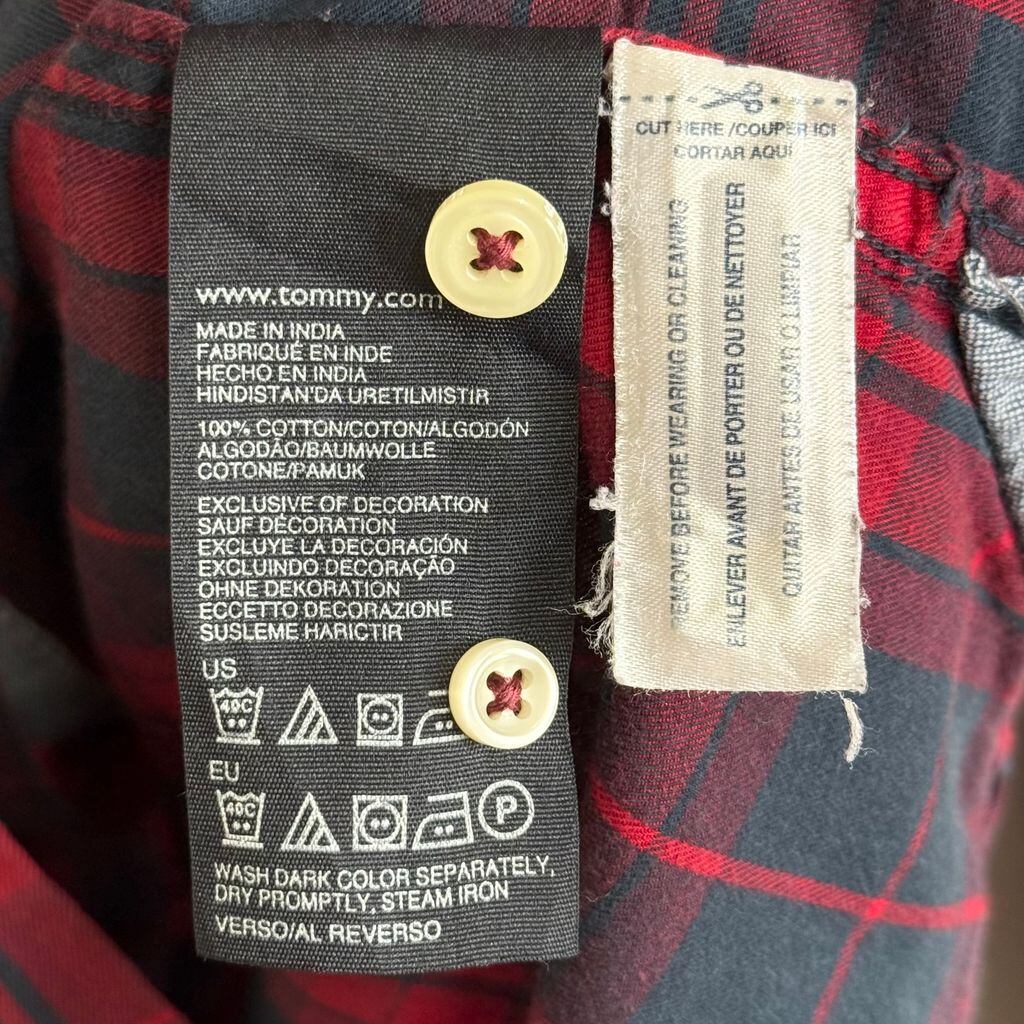 www.tommy.com
MADE IN INDIA
FABRIQUÉ EN INDE
HECHO EN INDIA
HINDISTAN'DA URETILMISTIR
100% COTTON/COTON/ALGODÓN
ALGODÃO/BAUMWOLLE
COTONE/PAMUK
EXCLUSIVE OF DECORATION
SAUF DÉCORATION
EXCLUYE LA DECORACIÓN
EXCLUINDO DECORAÇÃO
OHNE DEKORATION
ECCETTO DECORAZIONE
SUSLEME HARICTIR
US
40C
EU
40C
P
WASH DARK COLOR SEPARATELY,
DRY PROMPTLY, STEAM IRON
VERSO/AL REVERSO
CUT HERE /COUPER ICI
CORTAR AQUI
REMOVE BEFORE WEARING OR CLEANING
ENLEVER AVANT DE PORTER OU DE NETTOYER
QUITAR ANTES DE USAR O LIMPIAR